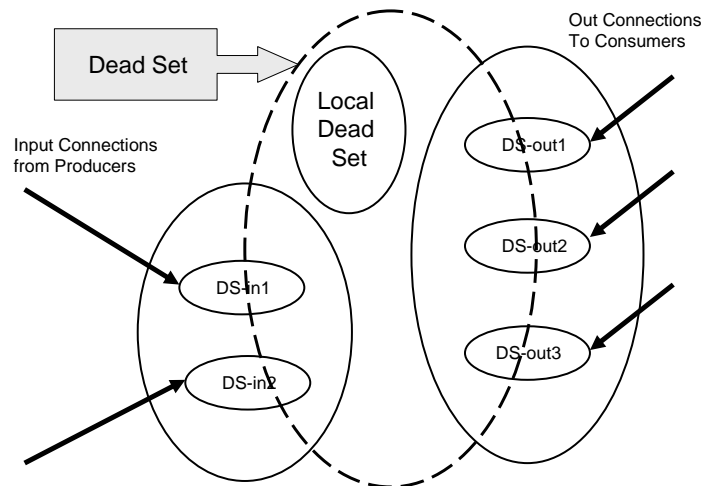 Out Connections
To Consumers
Dead Set
Local
Dead
Set
Input Connections
from Producers
DS-out1
DS-out2
DS-in1
DS-out3
DS-in2